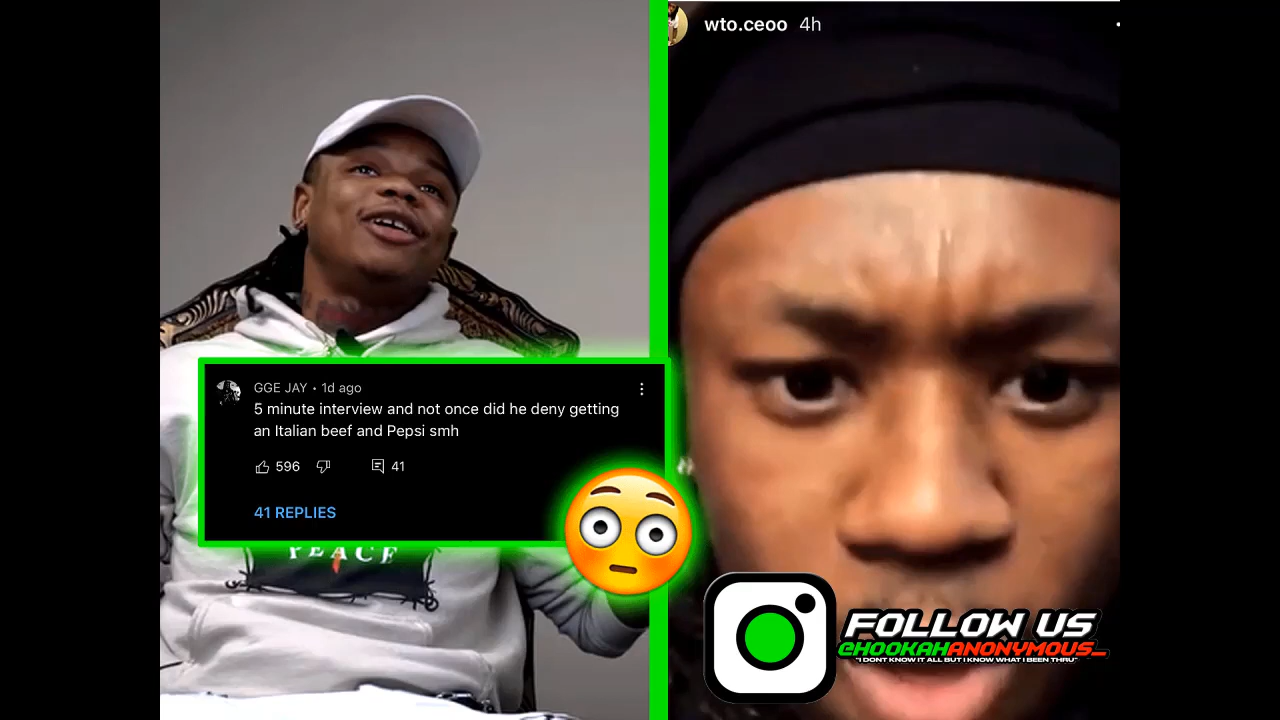 wto.ceoo 4h
GGE JAY • 1d ago
5 minute interview and not once did he deny getting
an Italian beef and Pepsi smh
596 41
41 REPLIES
PEACE
FOLLOW US
@HOOKAHANONYMOUS_
"I DONT KNOW IT ALL BUT I KNOW WHAT I BEEN THRU"